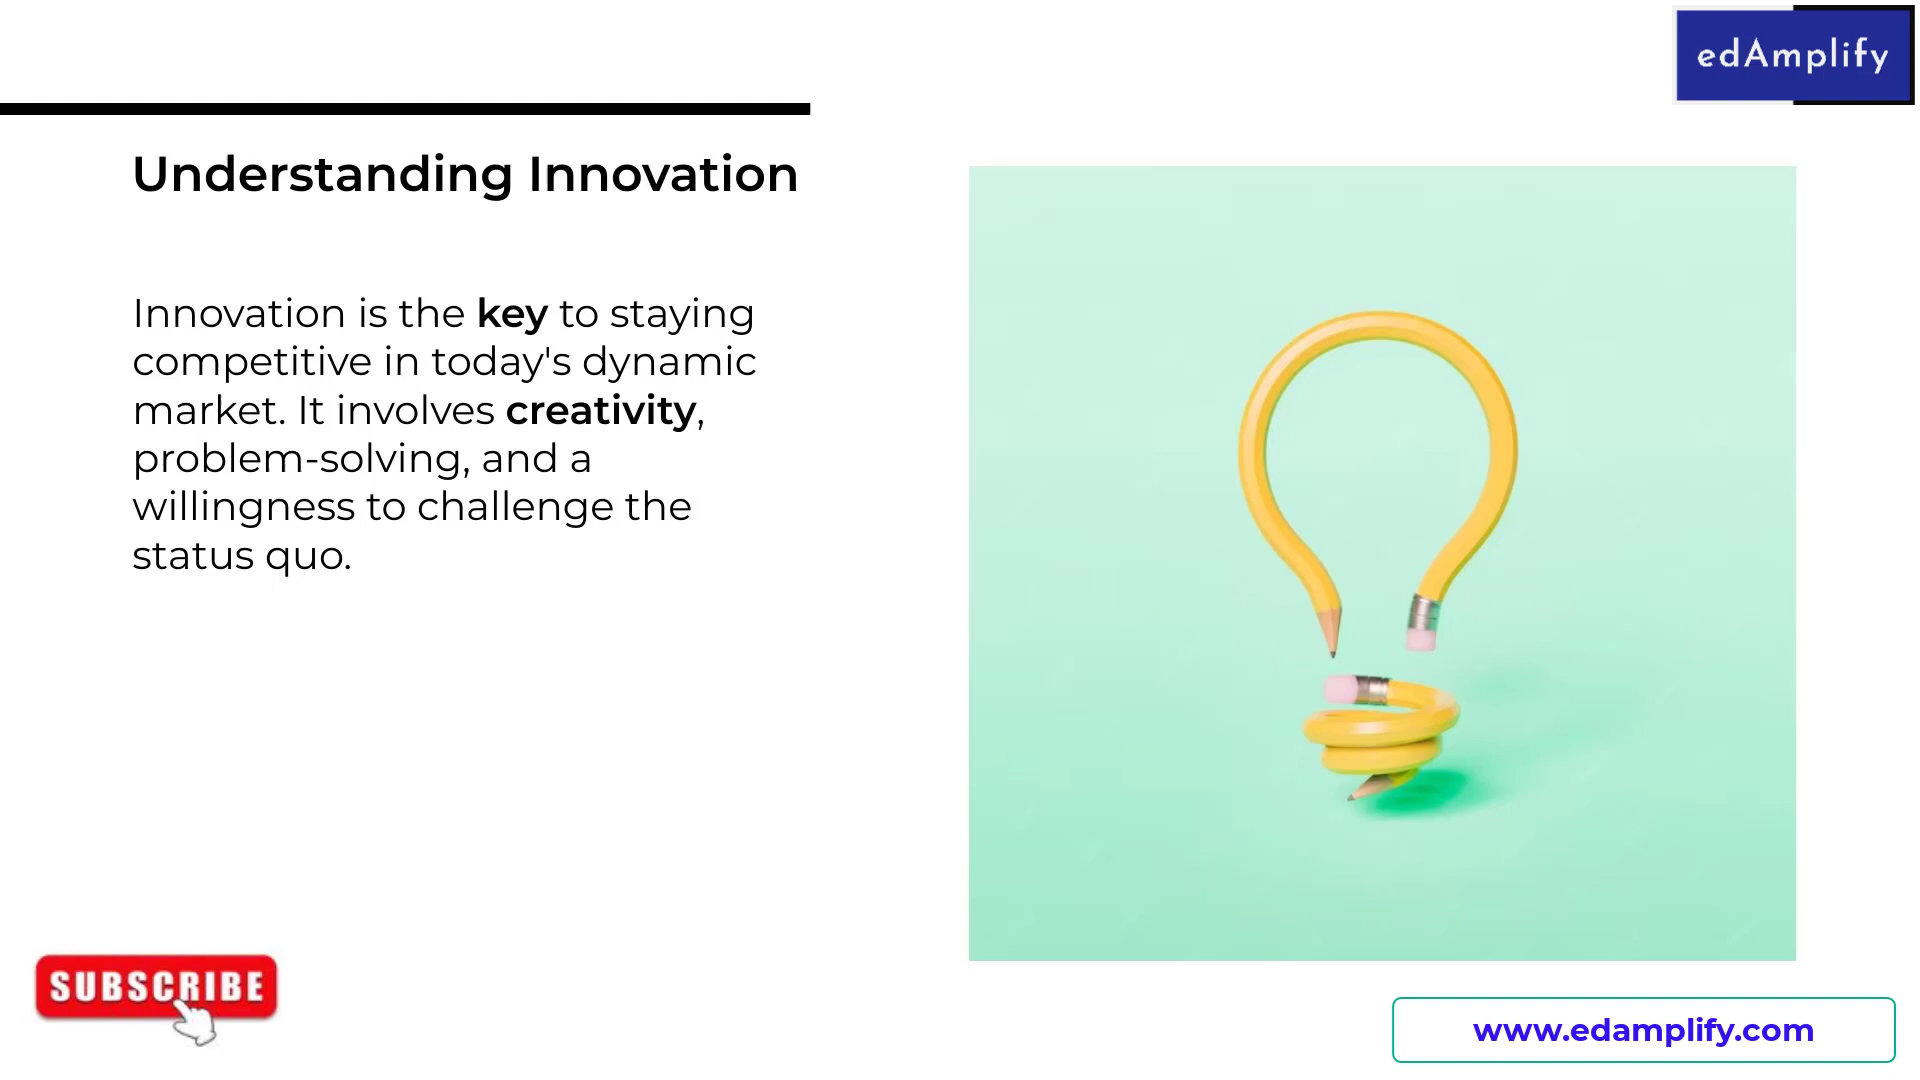 edAmplify
Understanding Innovation
Innovation is the key to staying
competitive in today's dynamic
market. It involves creativity,
problem-solving, and a
willingness to challenge the
status quo.
SUBSCRIBE
www.edamplify.com